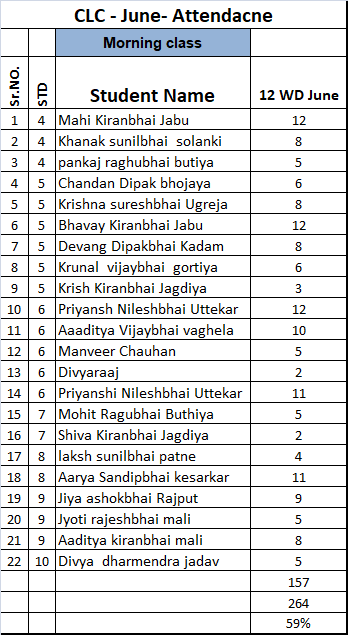 CLC - June- Attendacne
Morning class
Sr.NO. STD Student Name 12 WD June
1 4 Mahi Kiranbhai Jabu 12
2 4 Khanak sunilbhai solanki 8
3 4 pankaj raghubhai butiya 5
4 5 Chandan Dipak bhojaya 6
5 5 Krishna sureshbhai Ugreja 8
6 5 Bhavay Kiranbhai Jabu 12
7 5 Devang Dipakbhai Kadam 8
8 5 Krunal vijaybhai gortiya 6
9 5 Krish Kiranbhai Jagdiya 3
10 6 Priyansh Nileshbhai Uttekar 12
11 6 Aaaditya Vijaybhai vaghela 10
12 6 Manveer Chauhan 5
13 6 Divyaraaj 2
14 6 Priyanshi Nileshbhai Uttekar 11
15 7 Mohit Ragubhai Buthiya 5
16 7 Shiva Kiranbhai Jagdiya 2
17 8 laksh sunilbhai patne 4
18 8 Aarya Sandipbhai kesarkar 11
19 9 Jiya ashokbhai Rajput 9
20 9 Jyoti rajeshbhai mali 5
21 9 Aaditya kiranbhai mali 8
22 10 Divya dharmendra jadav 5
157
264
59%